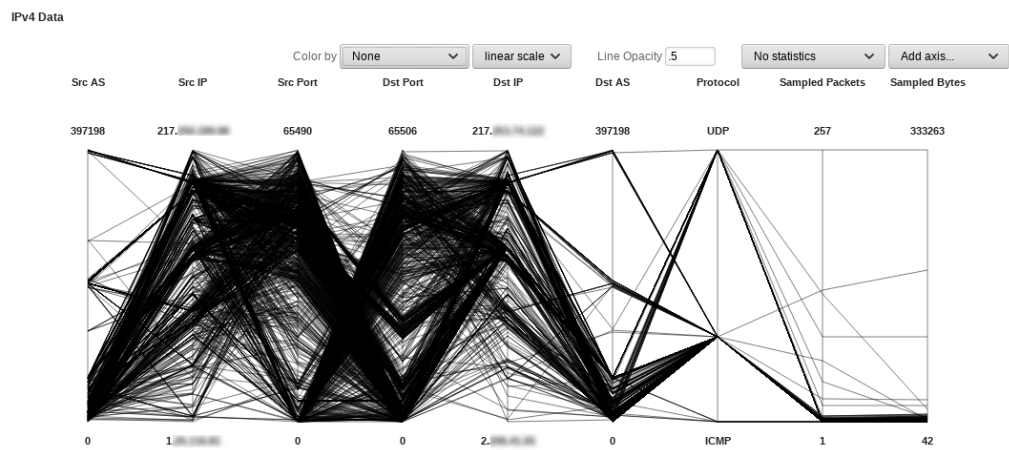 IPv4 Data
Color by None linear scale Line Opacity .5 No statistics Add axis...
Src AS Src IP Src Port Dst Port Dst IP Dst AS Protocol Sampled Packets Sampled Bytes
397198 217. 65490 65506 217. 397198 UDP 257 333263
0 1. 0 0 2. 0 ICMP 1 42